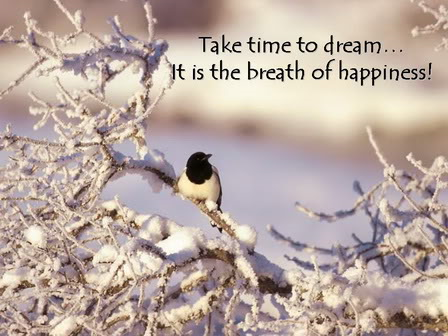 Take time to dream...
It is the breath of happiness!